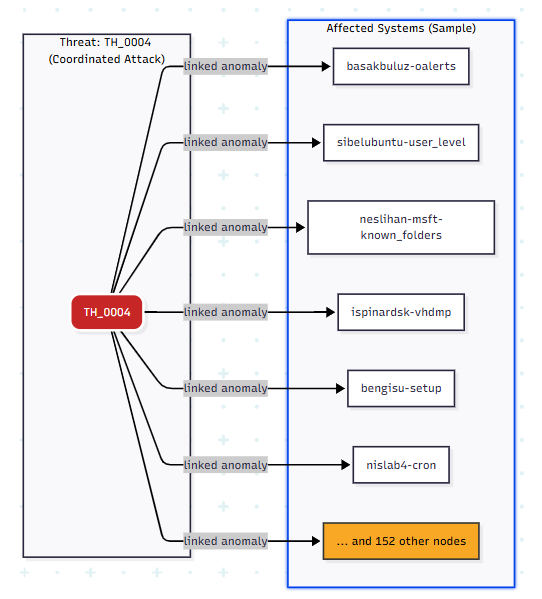 Affected Systems (Sample)
Threat: TH_0004
(Coordinated Attack)
linked anomaly
basakbuluz-oalerts
linked anomaly
sibelubuntu-user_level
linked anomaly
neslihan-msft-
known_folders
TH_0004
linked anomaly
ispinardsk-vhdmp
linked anomaly
bengisu-setup
linked anomaly
nislab4-cron
linked anomaly
... and 152 other nodes